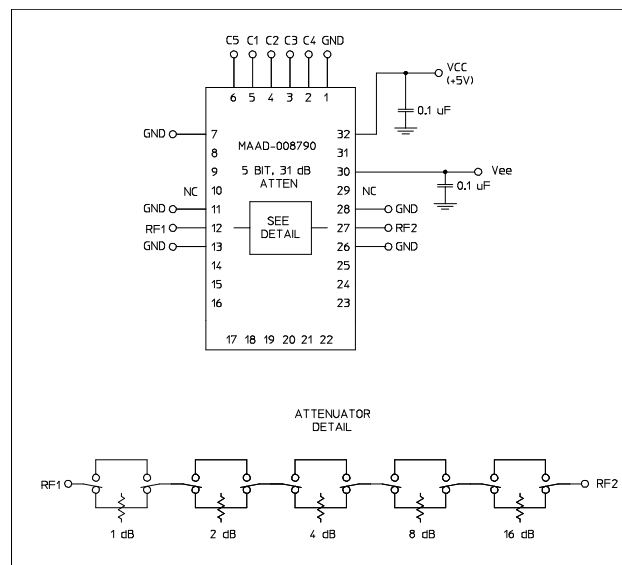 C5 C1 C2 C3 C4 GND
6 5 4 3 2 1
VCC
(+5V)
0.1 uF
GND 7
32
MAAD-008790
8
31
9
5 BIT, 31 dB
30
Vee
ATTEN
NC 10
29 NC
0.1 uF
GND 11
28 GND
RF1 12
SEE
DETAIL
27 RF2
GND 13
26 GND
14
25
15
24
16
23
17 18 19 20 21 22
ATTENUATOR
DETAIL
RF1
RF2
1 dB 2 dB 4 dB 8 dB 16 dB